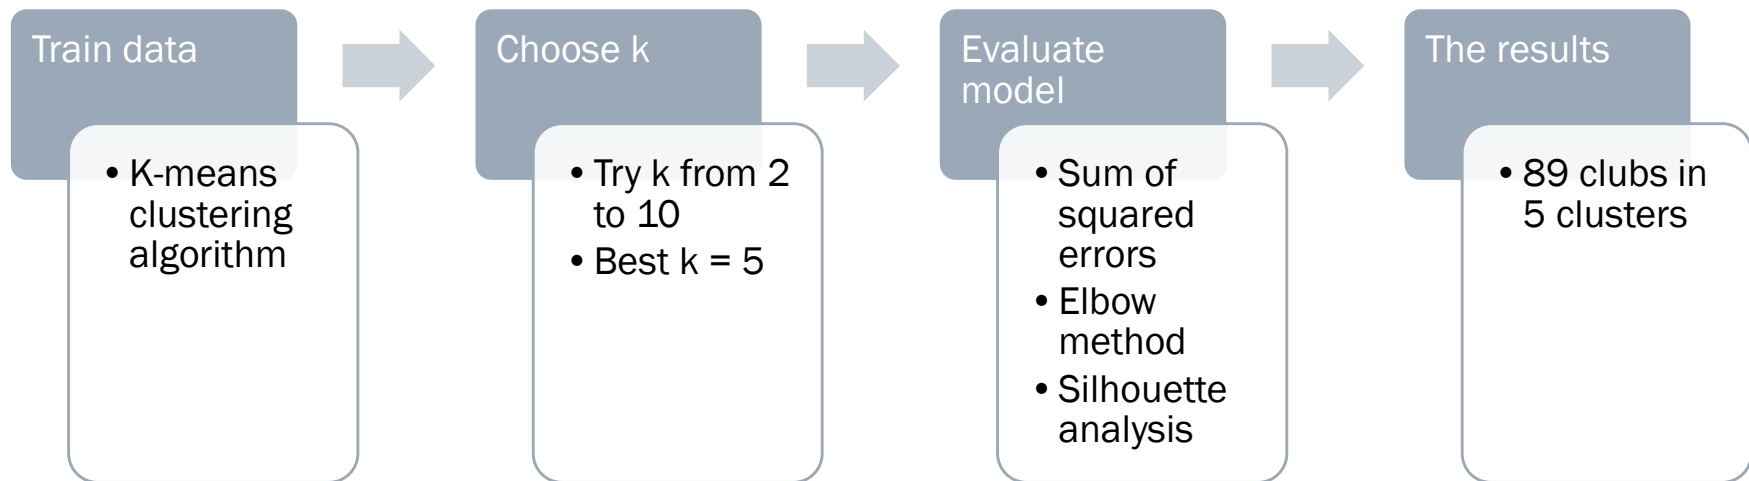 Train data
• K-means
clustering
algorithm
Choose k
• Try k from 2
to 10
• Best k = 5
Evaluate
model
• Sum of
squared
errors
• Elbow
method
• Silhouette
analysis
The results
• 89 clubs in
5 clusters